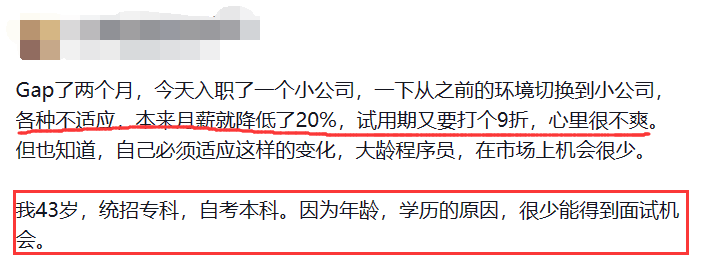 Gap了两个月，今天入职了一个小公司，一下从之前的环境切换到小公司，
各种不适应，本来月薪就降低了20%，试用期又要打个9折，心里很不爽。
但也知道，自己必须适应这样的变化，大龄程序员，在市场上机会很少。
我43岁，统招专科，自考本科。因为年龄，学历的原因，很少能得到面试机
会。